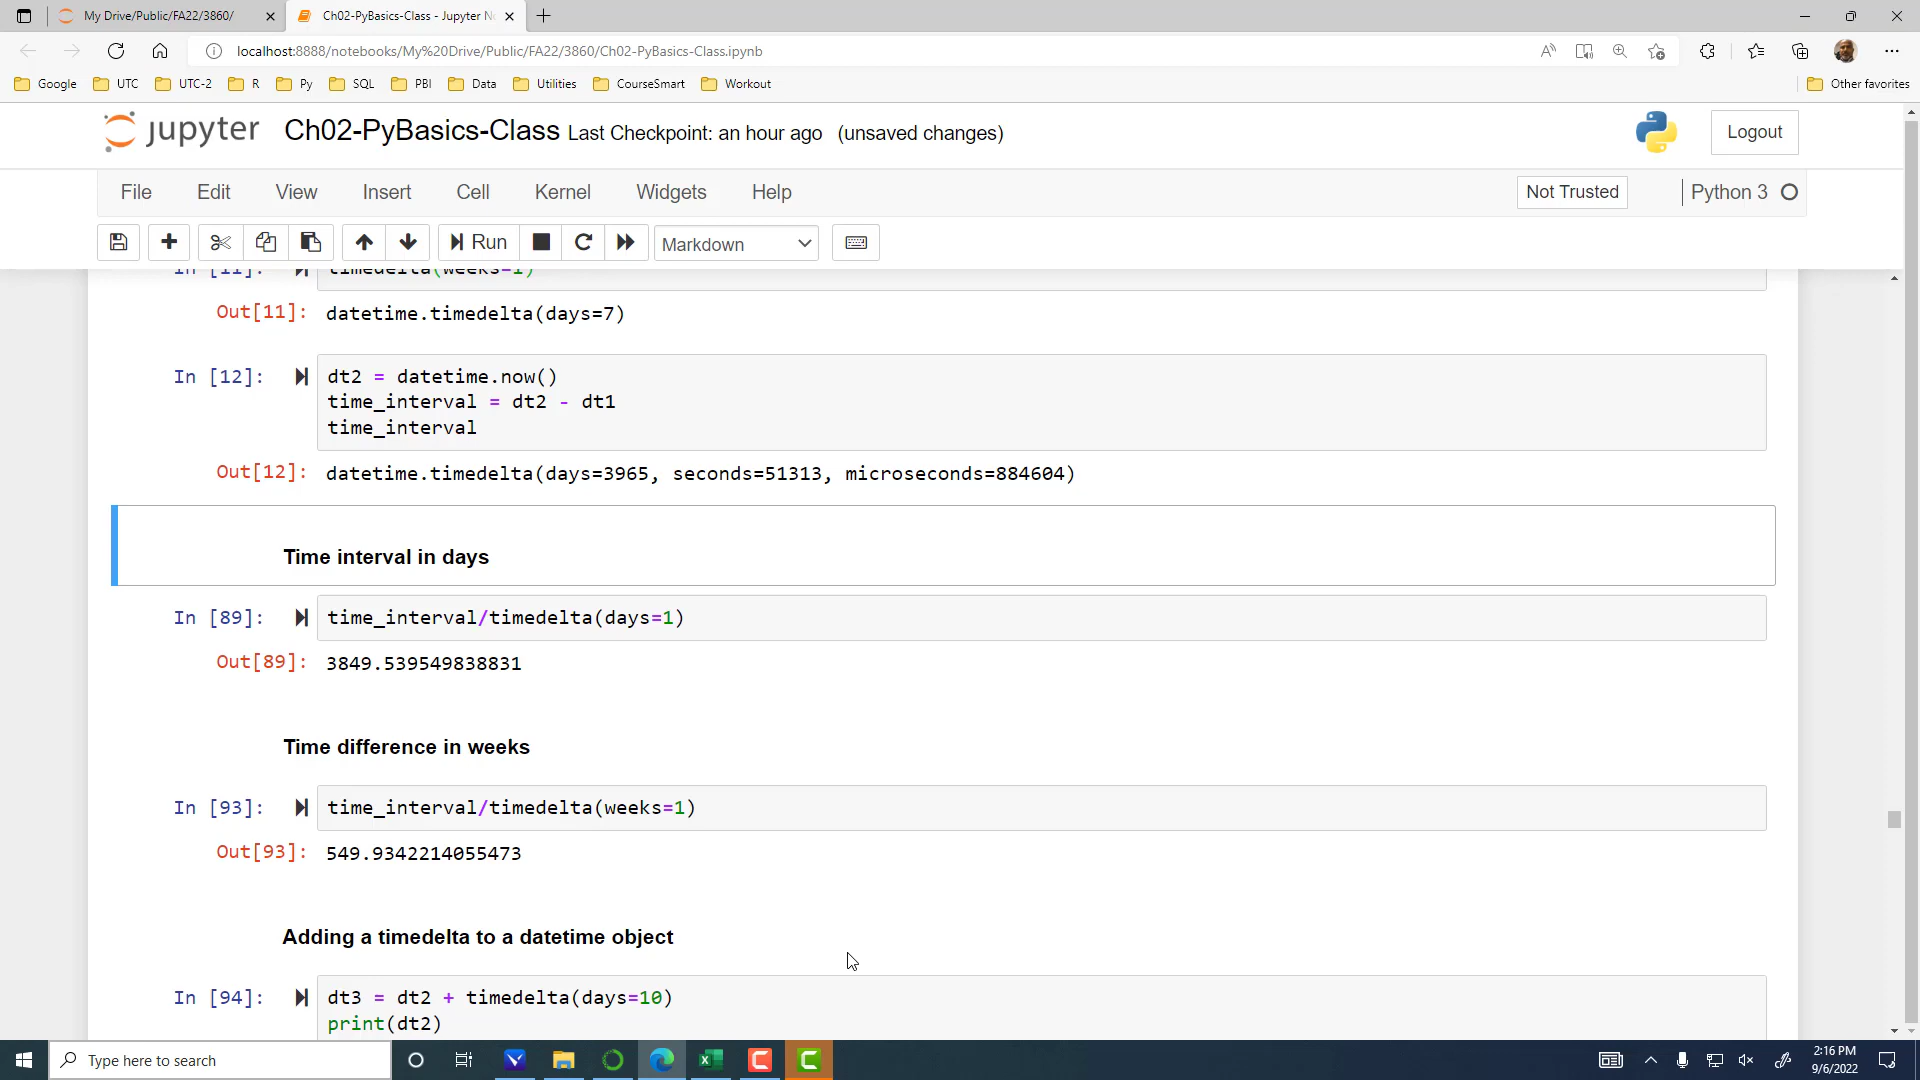 My Drive/Public/FA22/3860/
Ch02-PyBasics-Class - Jupyter N
localhost:8888/notebooks/My%20Drive/Public/FA22/3860/Ch02-PyBasics-Class.ipynb
Google UTC UTC-2 R Py SQL PBI Data Utilities CourseSmart Workout Other favorites
jupyter Ch02-PyBasics-Class Last Checkpoint: an hour ago (unsaved changes) Logout
File Edit View Insert Cell Kernel Widgets Help Not Trusted Python 3
Run Markdown
In [11]: timedelta(weeks=1)
Out[11]: datetime.timedelta(days=7)
In [12]: dt2 = datetime.now()
time_interval = dt2 - dt1
time_interval
Out[12]: datetime.timedelta(days=3965, seconds=51313, microseconds=884604)
Time interval in days
In [89]: time_interval/timedelta(days=1)
Out[89]: 3849.539549838831
Time difference in weeks
In [93]: time_interval/timedelta(weeks=1)
Out[93]: 549.9342214055473
Adding a timedelta to a datetime object
In [94]: dt3 = dt2 + timedelta(days=10)
print(dt2)
Type here to search
2:16 PM
9/6/2022